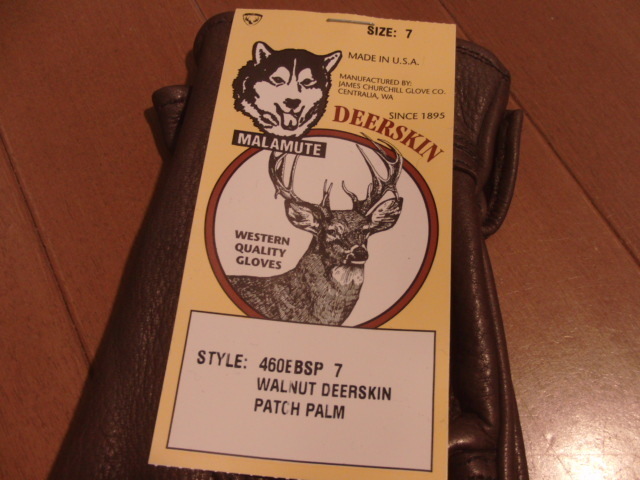 SIZE: 7
MADE IN U.S.A.
MANUFACTURED BY:
JAMES CHURCHILL GLOVE CO.
CENTRALIA, WA
SINCE 1895
DEERSKIN
MALAMUTE
WESTERN
QUALITY
GLOVES
STYLE: 460EBSP 7
WALNUT DEERSKIN
PATCH PALM